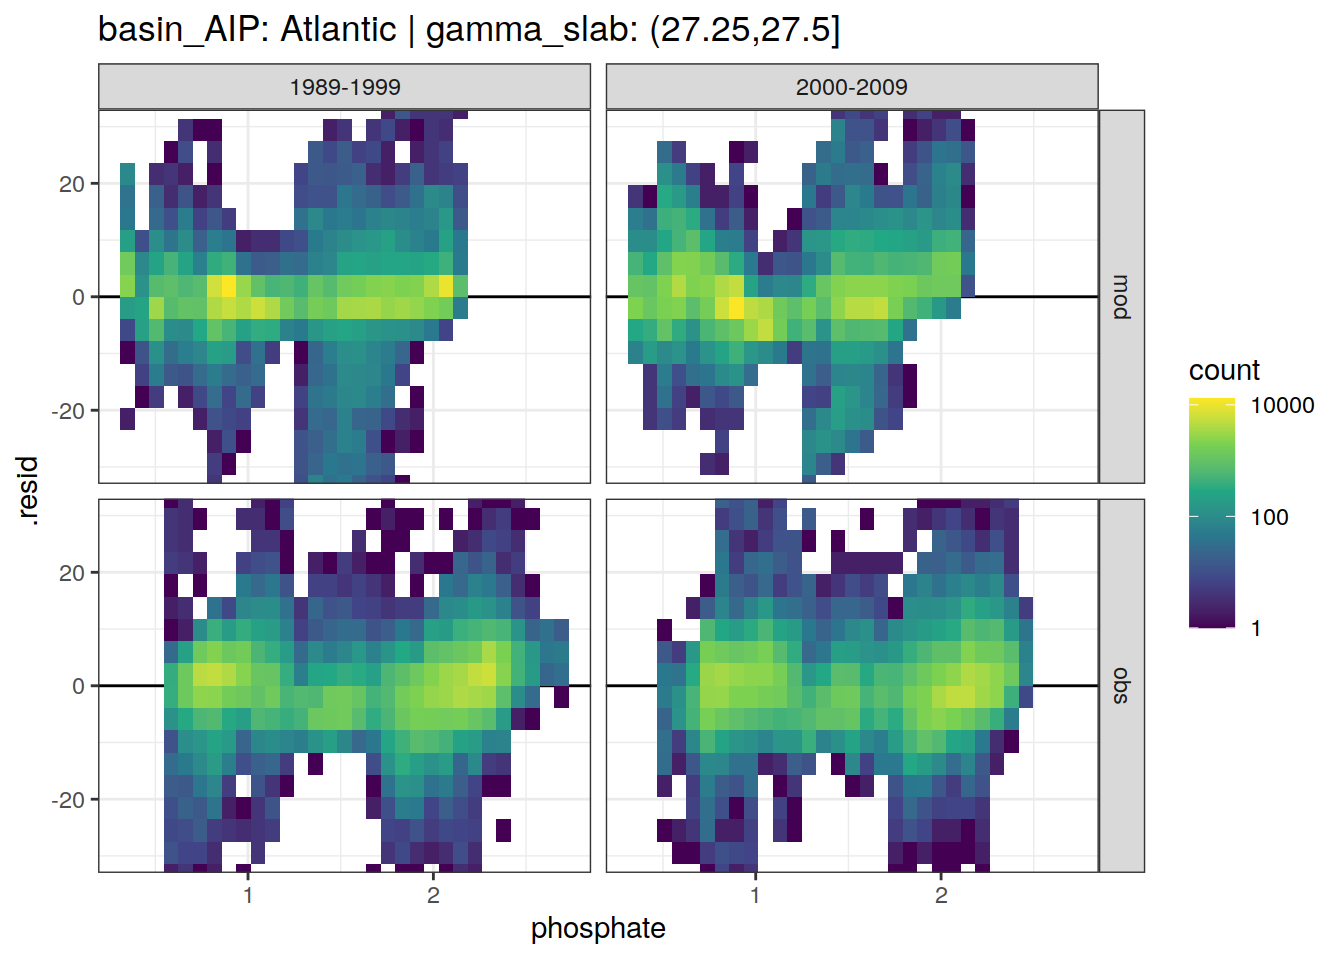 basin_AIP: Atlantic | gamma_slab: (27.25,27.5]
1989-1999
2000-2009
20
0
-20
mod
20
0
-20
obs
.resid
1
2
1
2
phosphate
count
10000
100
1